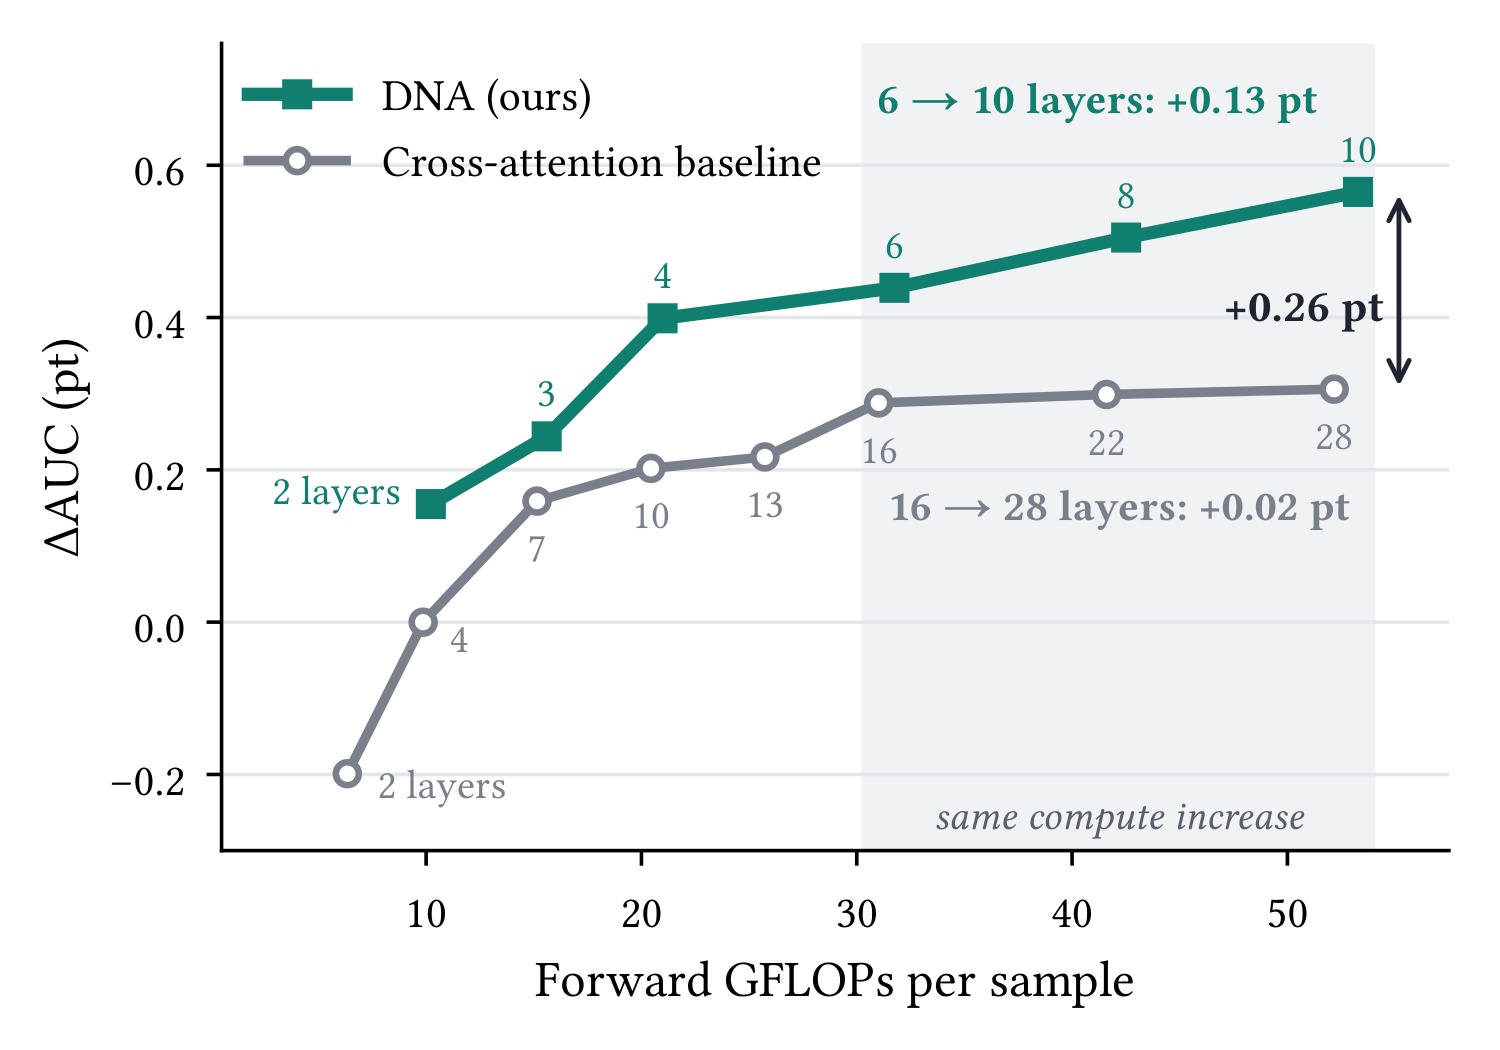 DNA (ours)
Cross-attention baseline
6 → 10 layers: +0.13 pt
10
8
6
4
3
2 layers
+0.26 pt
28
22
16
13
10
7
4
2 layers
16 → 28 layers: +0.02 pt
same compute increase
0.6
0.4
0.2
0.0
−0.2
ΔAUC (pt)
10
20
30
40
50
Forward GFLOPs per sample